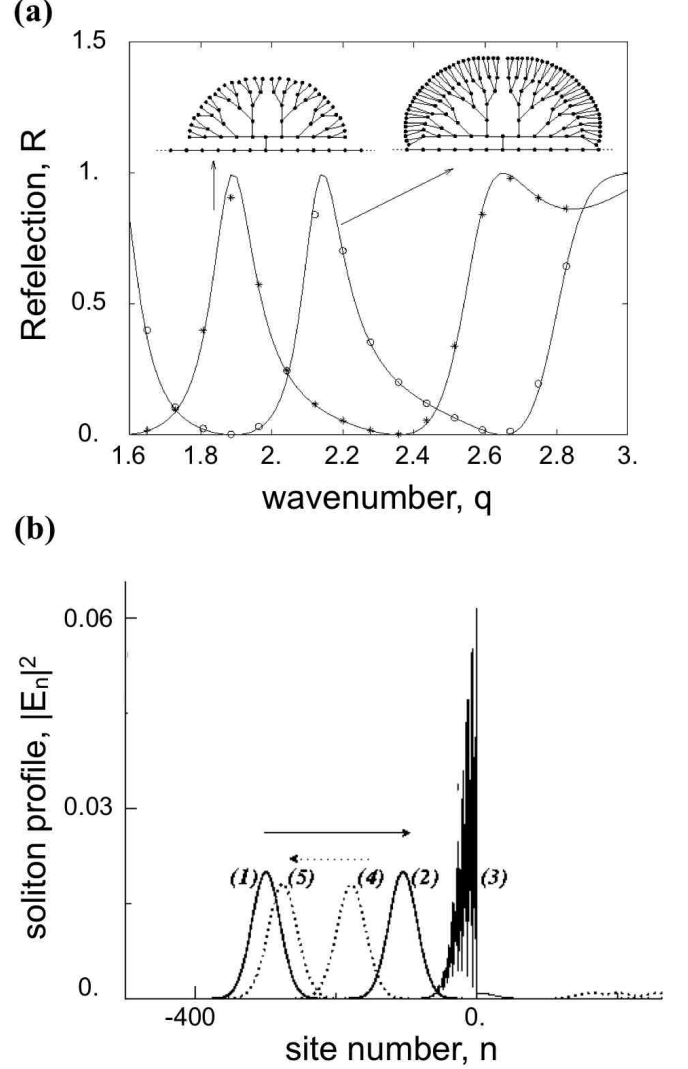 (a)
1.5
Refelection, R
1.
0.5
0.
1.6 1.8 2. 2.2 2.4 2.6 2.8 3.
wavenumber, q
(b)
0.06
soliton profile, |En|2
0.03
(1) (5) (4) (2) (3)
0.
-400 0.
site number, n